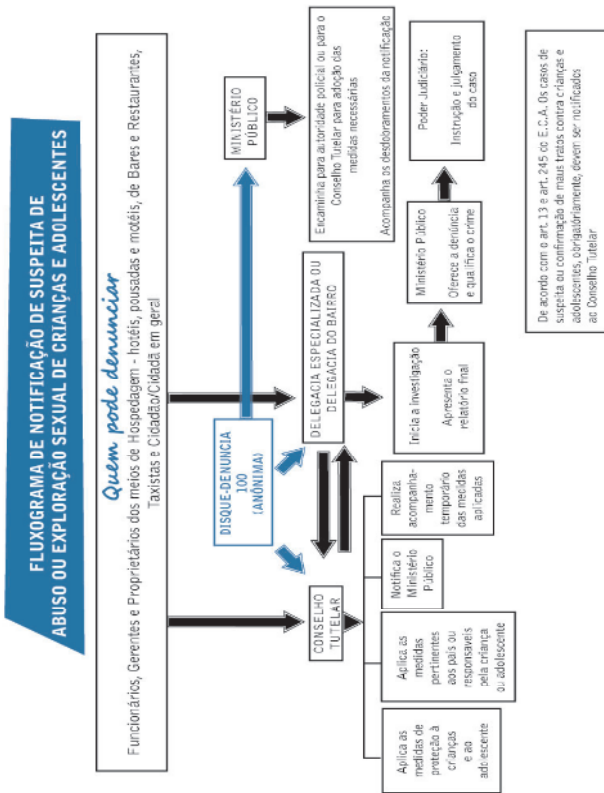 FLUXOGRAMA DE NOTIFICAÇÃO DE SUSPEITA DE
ABUSO OU EXPLORAÇÃO SEXUAL DE CRIANÇAS E ADOLESCENTES
Quem pode denunciar
Funcionários, Gerentes e Proprietários dos meios de Hospedagem - hotéis, pousadas e motéis, de Bares e Restaurantes,
Taxistas e Cidadão/Cidadã em geral
DISQUE-DENUNCIA
100
(ANÔNIMA)
CONSELHO
TUTELAR
DELEGACIA ESPECIALIZADA OU
DELEGACIA DO BAIRRO
MINISTÉRIO
PÚBLICO
Encaminha para autoridade policial ou para o
Conselho Tutelar para adoção das
medidas necessárias
Acompanha os desdobramentos da notificação
Aplica as
medidas de
proteção à
crianças
e ao
adolescente
Aplica as
medidas
pertinentes
aos pais ou
responsaveis
pela criança
ou adolescente
Notifica o
Ministério
Público
Realiza
acompanha-
mento
temporário
das medidas
aplicadas
Inicia a investigação
Apresenta o
relatório final
Ministério Público
Oferece a denúncia
e qualifica o crime
Poder Judiciário:
Instrução e julgamento
do caso
De acordo com o art. 13 e art. 245 do E.C.A. Os casos de
suspeita ou confirmação de maus tratos contra crianças e
adolescentes, obrigatóriamente, devem ser notificados
ao Conselho Tutelar